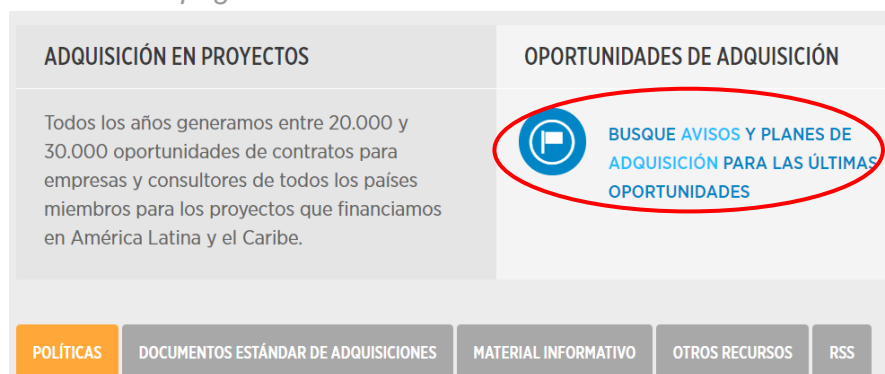 ADQUISICIÓN EN PROYECTOS
Todos los años generamos entre 20.000 y
30.000 oportunidades de contratos para
empresas y consultores de todos los países
miembros para los proyectos que financiamos
en América Latina y el Caribe.
OPORTUNIDADES DE ADQUISICIÓN
BUSQUE AVISOS Y PLANES DE
ADQUISICIÓN PARA LAS ÚLTIMAS
OPORTUNIDADES
POLÍTICAS
DOCUMENTOS ESTÁNDAR DE ADQUISICIONES
MATERIAL INFORMATIVO
OTROS RECURSOS
RSS